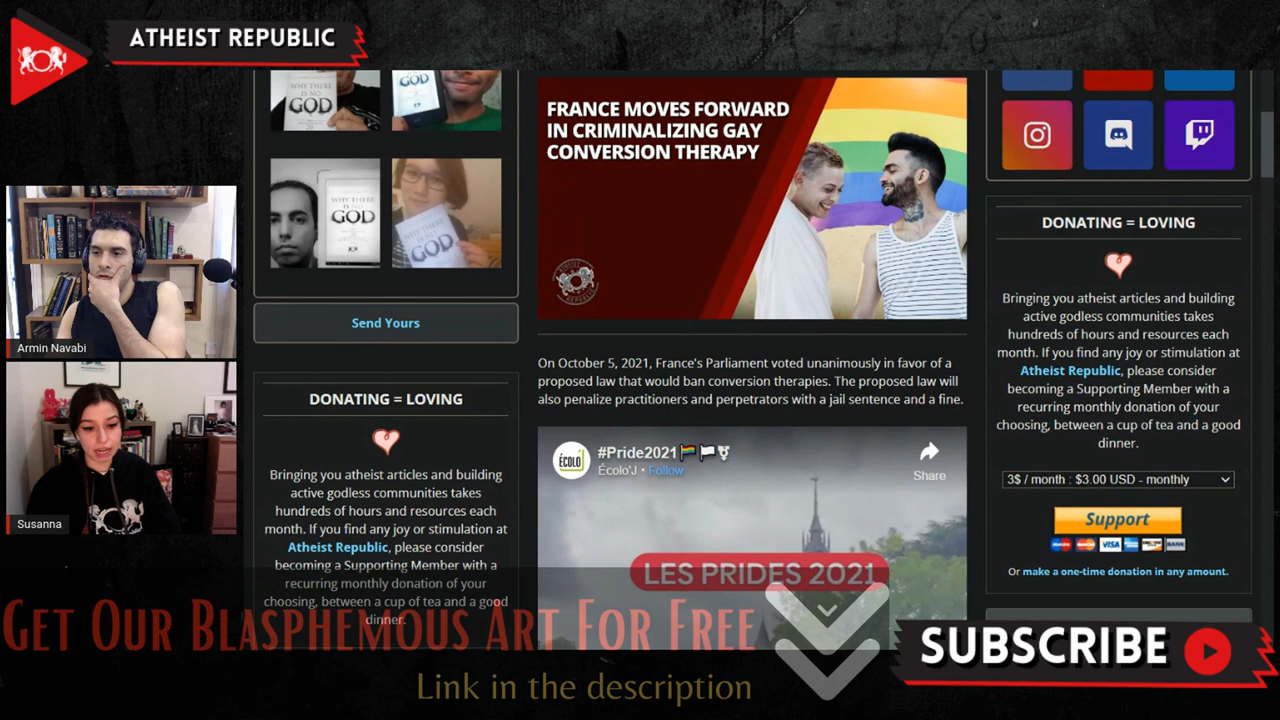 ATHEIST REPUBLIC
Armin Navabi
Susanna
WHY THERE IS NO
GOD
WHY THERE
GOD
WHY THERE
IS NO
GOD
WHY THERE
GOD
Send Yours
DONATING = LOVING
Bringing you atheist articles and building
active godless communities takes
hundreds of hours and resources each
month. If you find any joy or stimulation at
Atheist Republic, please consider
becoming a Supporting Member with a
recurring monthly donation of your
choosing, between a cup of tea and a good
dinner.
FRANCE MOVES FORWARD
IN CRIMINALIZING GAY
CONVERSION THERAPY
On October 5, 2021, France's Parliament voted unanimously in favor of a
proposed law that would ban conversion therapies. The proposed law will
also penalize practitioners and perpetrators with a jail sentence and a fine.
ÉCOLO
#Pride2021
Écolo'J • Follow
Share
LES PRIDES 2021
DONATING = LOVING
Bringing you atheist articles and building
active godless communities takes
hundreds of hours and resources each
month. If you find any joy or stimulation at
Atheist Republic, please consider
becoming a Supporting Member with a
recurring monthly donation of your
choosing, between a cup of tea and a good
dinner.
3$ / month : $3.00 USD - monthly
Support
VISA
BANK
Or make a one-time donation in any amount.
GET OUR BLASPHEMOUS ART FOR FREE
Link in the description
SUBSCRIBE